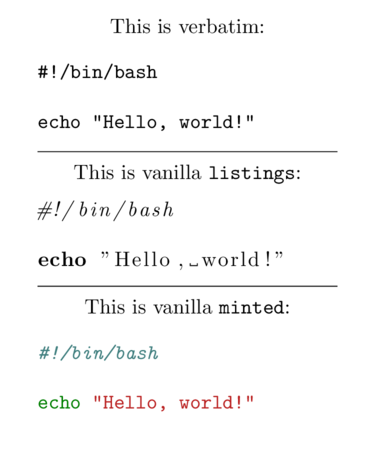 This is verbatim:
#!/bin/bash
echo "Hello, world!"
This is vanilla listings:
#!/bin/bash
echo ”Hello,␣world!”
This is vanilla minted:
#!/bin/bash
echo "Hello, world!"